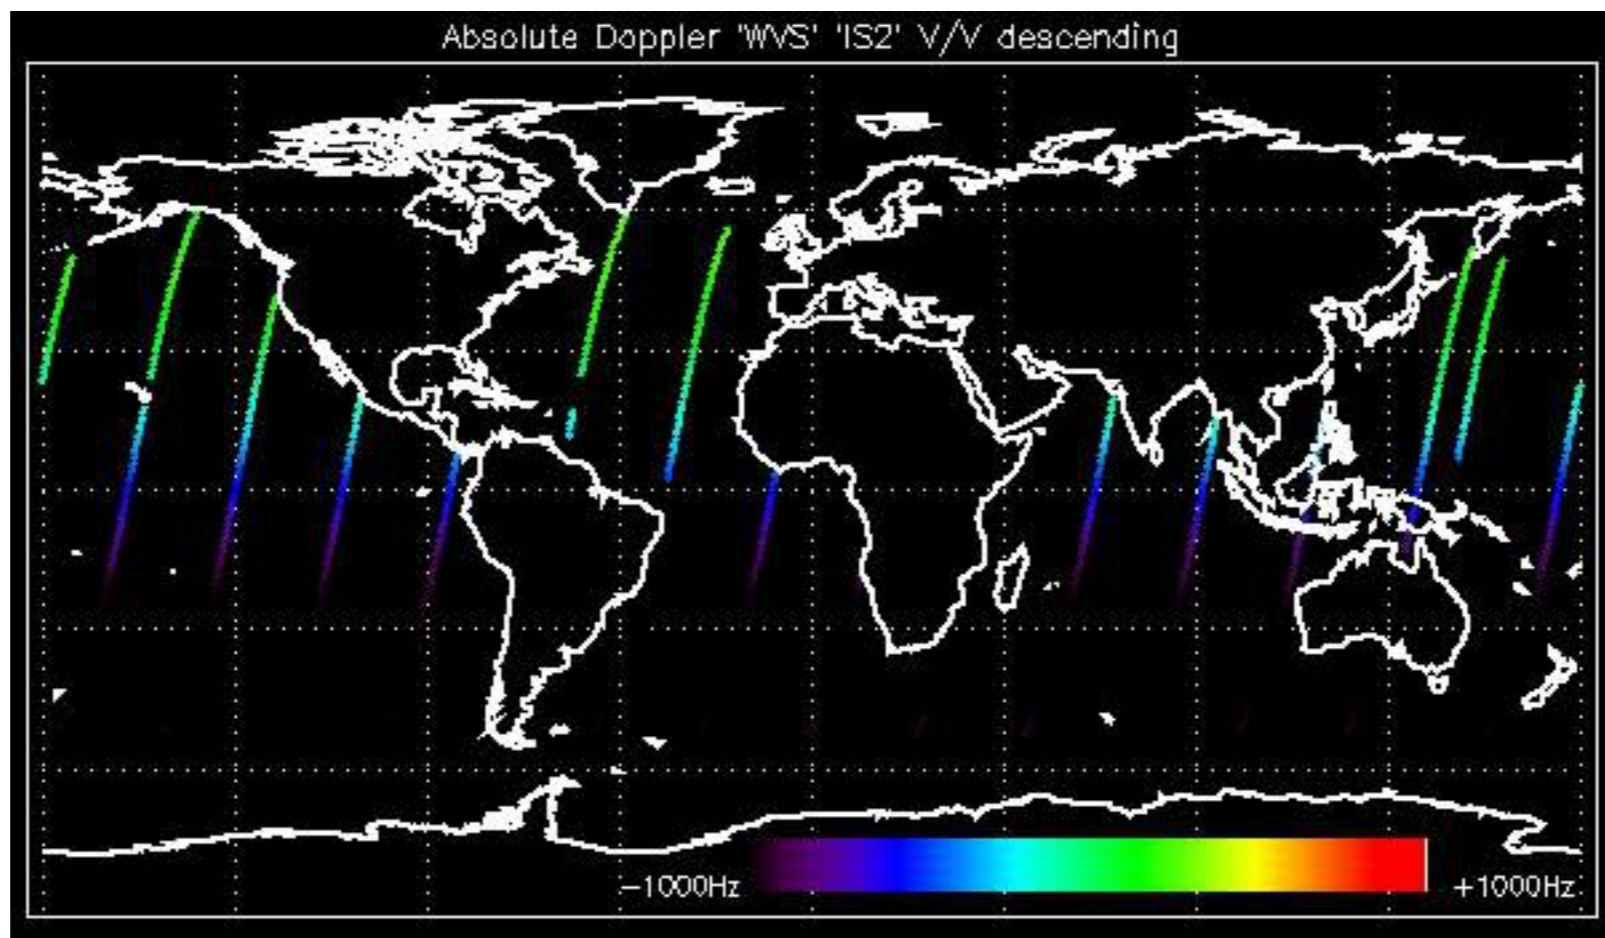 Absolute Doppler 'WVS' 'IS2' V/V descending
−1000Hz +1000Hz